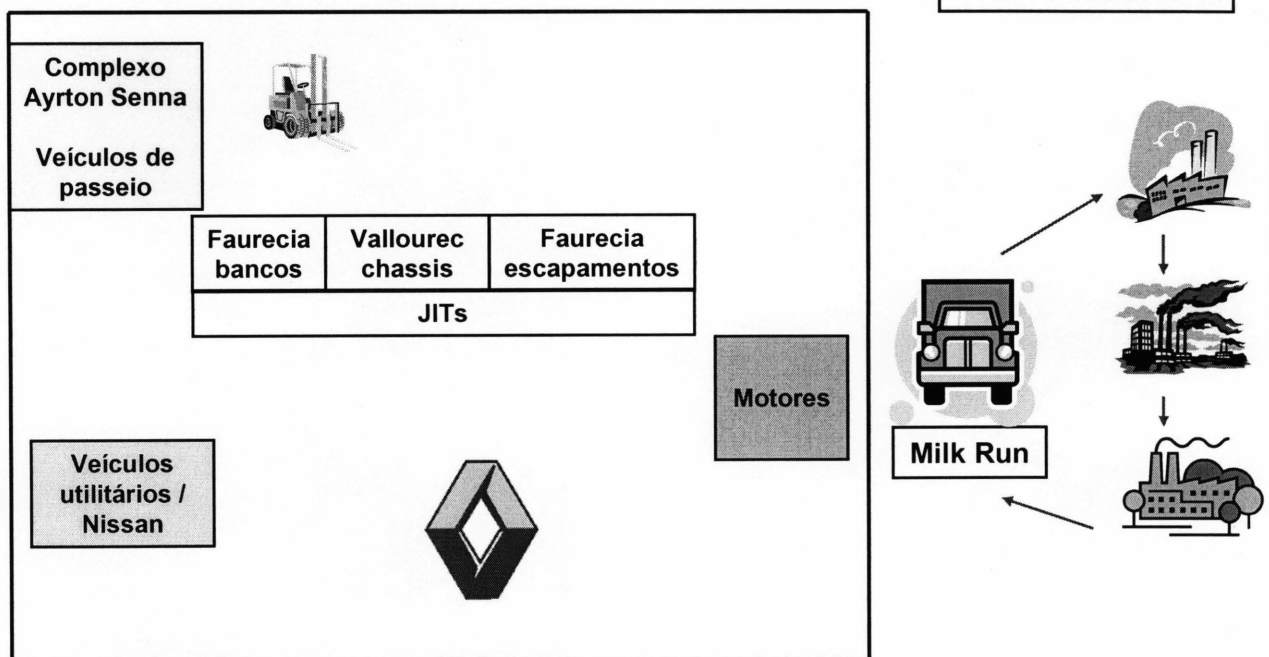 Complexo
Ayrton Senna
Veículos de
passeio
Faurecia
bancos
Vallourec
chassis
Faurecia
escapamentos
JITs
Motores
Veículos
utilitários /
Nissan
Milk Run